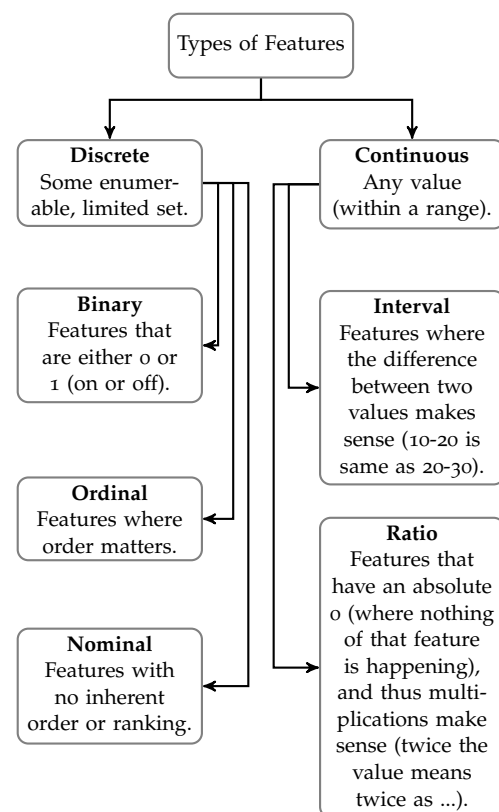 Types of Features
Discrete
Some enumer-
able, limited set.
Continuous
Any value
(within a range).
Binary
Features that
are either 0 or
1 (on or off).
Interval
Features where
the difference
between two
values makes
sense (10-20 is
same as 20-30).
Ordinal
Features where
order matters.
Ratio
Features that
have an absolute
0 (where nothing
of that feature
is happening),
and thus multi-
plications make
sense (twice the
value means
twice as ...).
Nominal
Features with
no inherent
order or ranking.